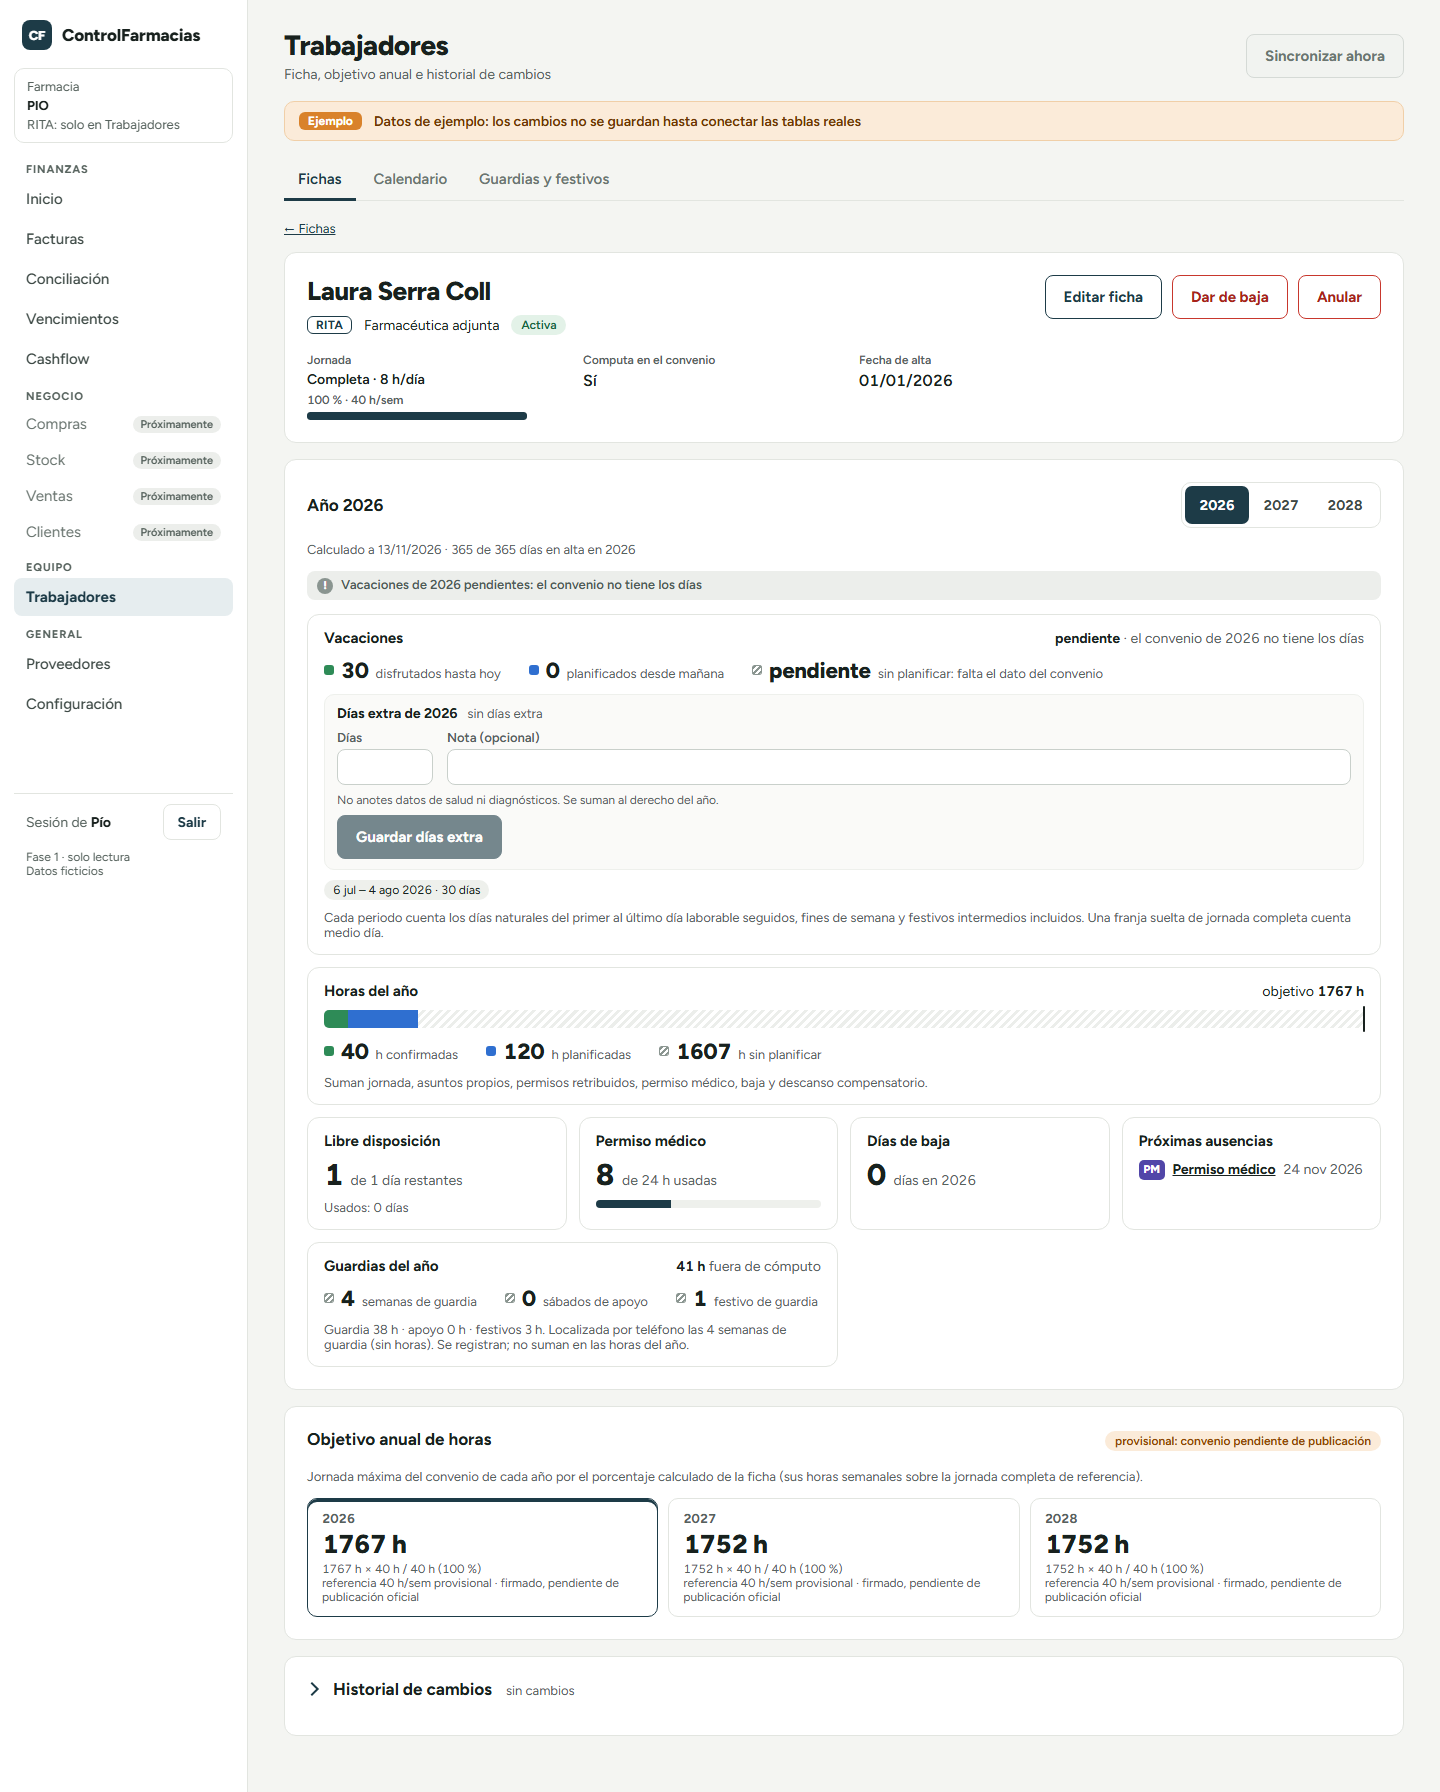 CF ControlFarmacias
Farmacia
PIO
RITA: solo en Trabajadores
FINANZAS
Inicio
Facturas
Conciliación
Vencimientos
Cashflow
NEGOCIO
Compras Próximamente
Stock Próximamente
Ventas Próximamente
Clientes Próximamente
EQUIPO
Trabajadores
GENERAL
Proveedores
Configuración
Sesión de Pío Salir
Fase 1 · solo lectura
Datos ficticios
Trabajadores
Ficha, objetivo anual e historial de cambios
Sincronizar ahora
Ejemplo Datos de ejemplo: los cambios no se guardan hasta conectar las tablas reales
Fichas Calendario Guardias y festivos
← Fichas
Laura Serra Coll
Editar ficha Dar de baja Anular
RITA Farmacéutica adjunta Activa
Jornada Computa en el convenio Fecha de alta
Completa · 8 h/día Sí 01/01/2026
100 % · 40 h/sem
Año 2026
2026 2027 2028
Calculado a 13/11/2026 · 365 de 365 días en alta en 2026
! Vacaciones de 2026 pendientes: el convenio no tiene los días
Vacaciones pendiente · el convenio de 2026 no tiene los días
30 disfrutados hasta hoy 0 planificados desde mañana pendiente sin planificar: falta el dato del convenio
Días extra de 2026 sin días extra
Días Nota (opcional)
No anotes datos de salud ni diagnósticos. Se suman al derecho del año.
Guardar días extra
6 jul – 4 ago 2026 · 30 días
Cada periodo cuenta los días naturales del primer al último día laborable seguidos, fines de semana y festivos intermedios incluidos. Una franja suelta de jornada completa cuenta
medio día.
Horas del año objetivo 1767 h
40 h confirmadas 120 h planificadas 1607 h sin planificar
Suman jornada, asuntos propios, permisos retribuidos, permiso médico, baja y descanso compensatorio.
Libre disposición
1 de 1 día restantes
Usados: 0 días
Permiso médico
8 de 24 h usadas
Días de baja
0 días en 2026
Próximas ausencias
PM Permiso médico 24 nov 2026
Guardias del año 41 h fuera de cómputo
4 semanas de guardia 0 sábados de apoyo 1 festivo de guardia
Guardia 38 h · apoyo 0 h · festivos 3 h. Localizada por teléfono las 4 semanas de
guardia (sin horas). Se registran; no suman en las horas del año.
Objetivo anual de horas provisional: convenio pendiente de publicación
Jornada máxima del convenio de cada año por el porcentaje calculado de la ficha (sus horas semanales sobre la jornada completa de referencia).
2026
1767 h
1767 h × 40 h / 40 h (100 %)
referencia 40 h/sem provisional · firmado, pendiente de
publicación oficial
2027
1752 h
1752 h × 40 h / 40 h (100 %)
referencia 40 h/sem provisional · firmado, pendiente de
publicación oficial
2028
1752 h
1752 h × 40 h / 40 h (100 %)
referencia 40 h/sem provisional · firmado, pendiente de
publicación oficial
Historial de cambios sin cambios